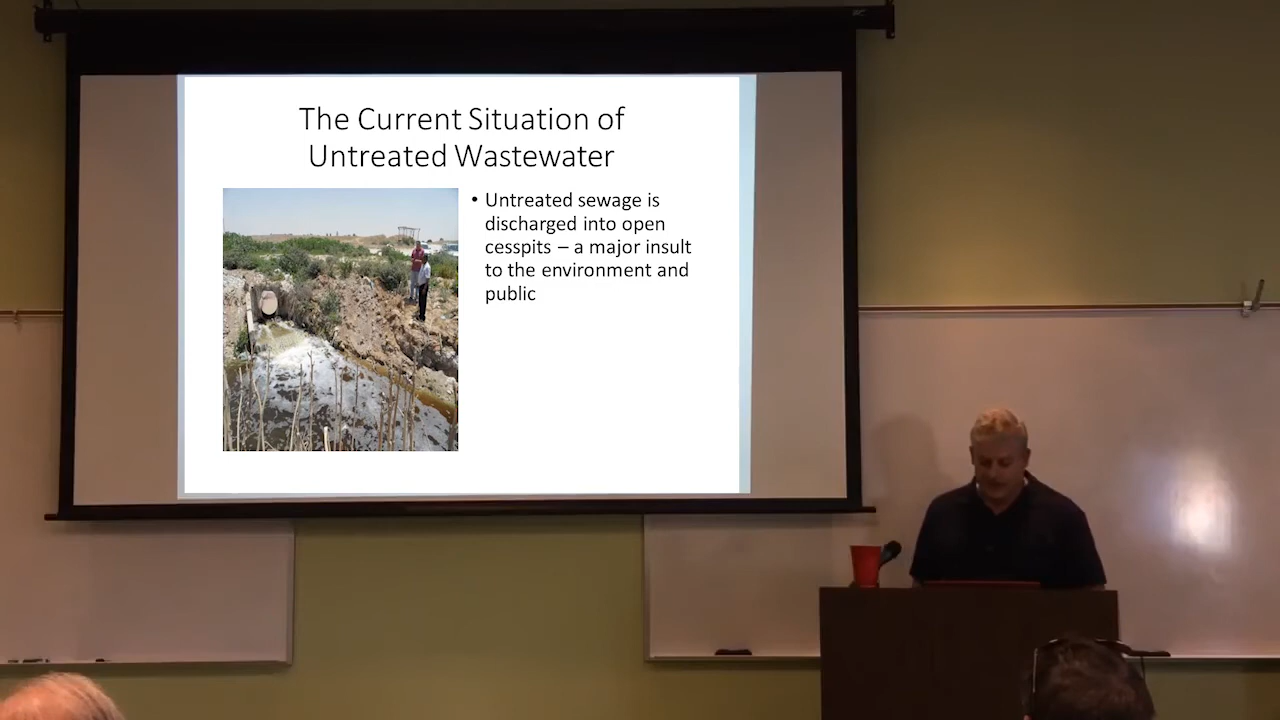 The Current Situation of
Untreated Wastewater
• Untreated sewage is
discharged into open
cesspits – a major insult
to the environment and
public